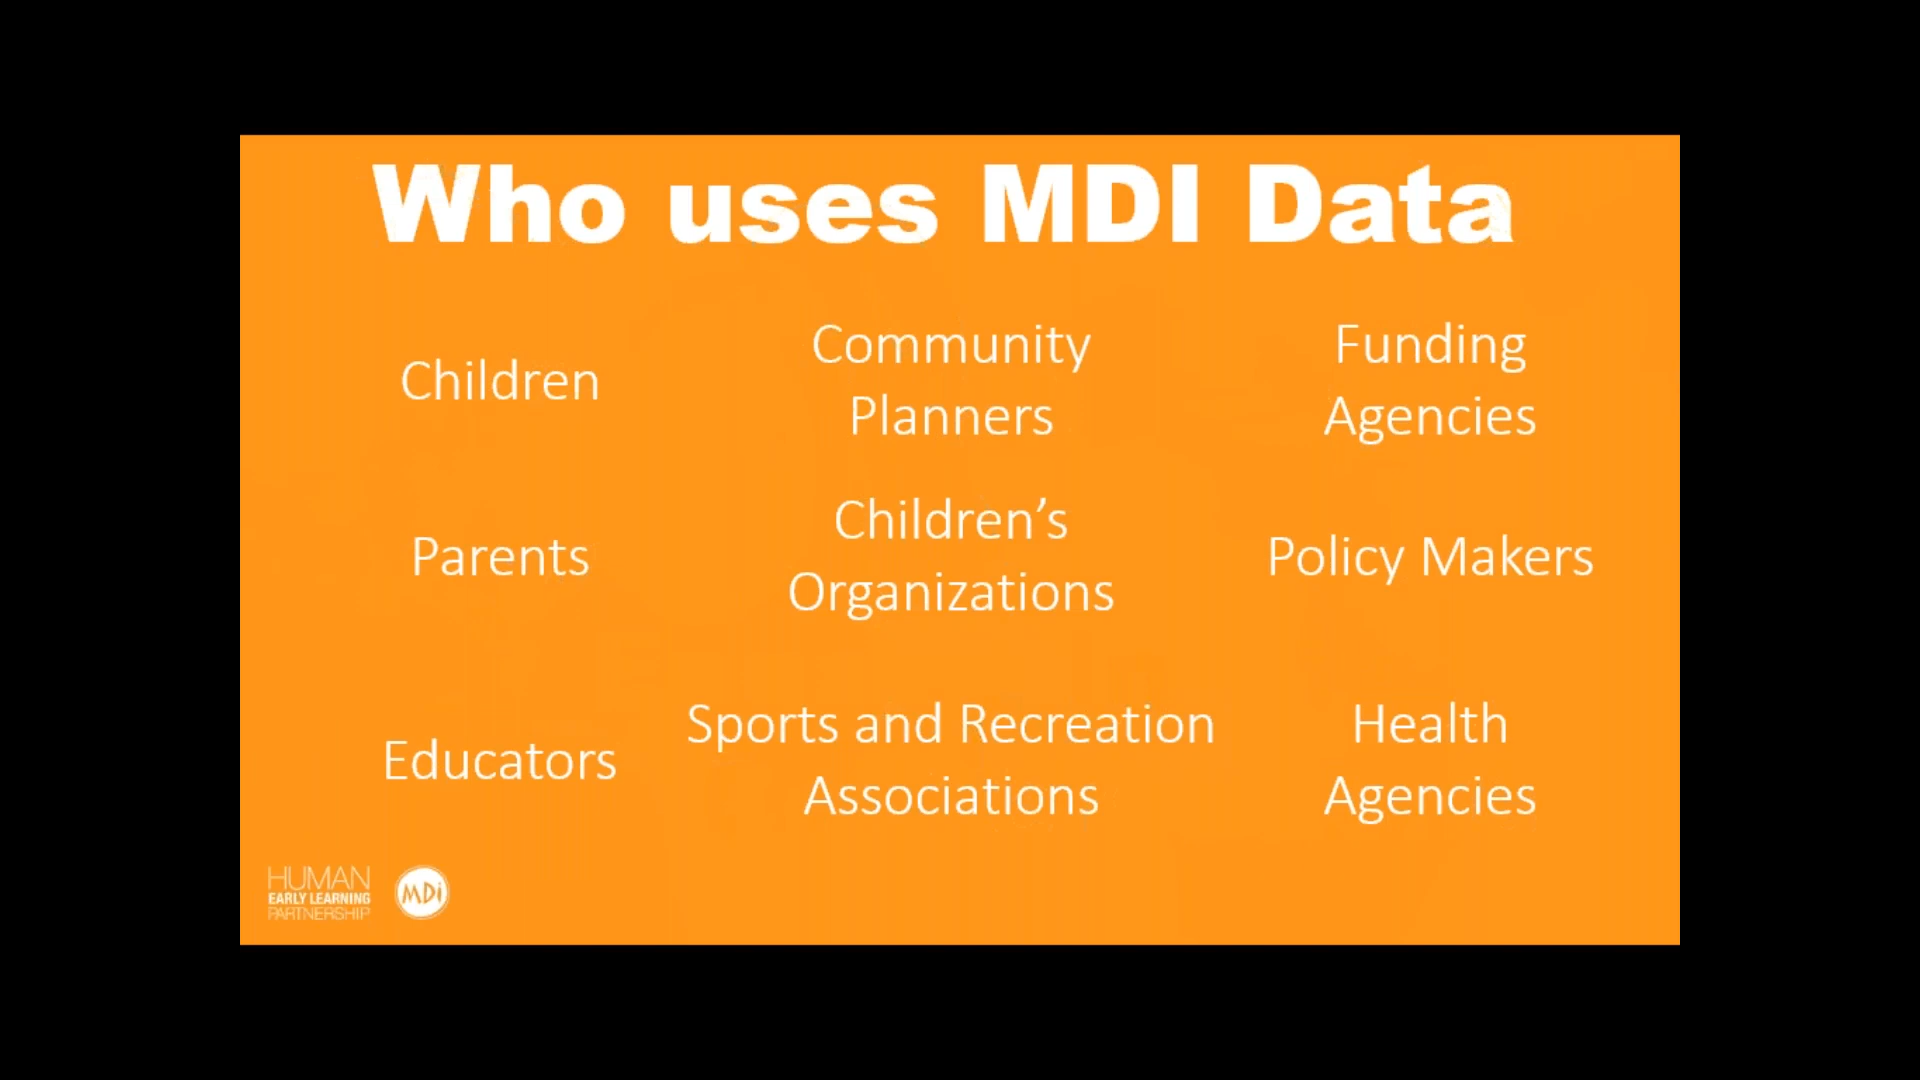 Who uses MDI Data
Children
Community
Planners
Funding
Agencies
Parents
Children’s
Organizations
Policy Makers
Educators
Sports and Recreation
Associations
Health
Agencies
HUMAN
EARLY LEARNING
PARTNERSHIP
MDi